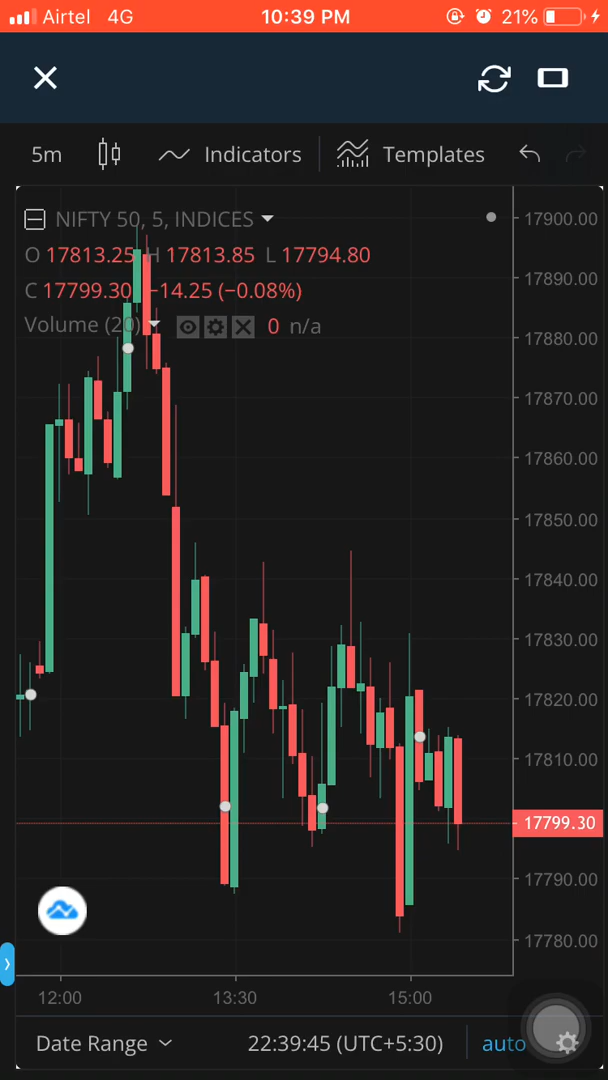 Airtel 4G 10:39 PM 21%
5m Indicators Templates
NIFTY 50, 5, INDICES
O 17813.25 H 17813.85 L 17794.80
C 17799.30 −14.25 (−0.08%)
Volume (20) 0 n/a
17900.00
17890.00
17880.00
17870.00
17860.00
17850.00
17840.00
17830.00
17820.00
17810.00
17799.30
17790.00
17780.00
12:00 13:30 15:00
Date Range 22:39:45 (UTC+5:30) auto